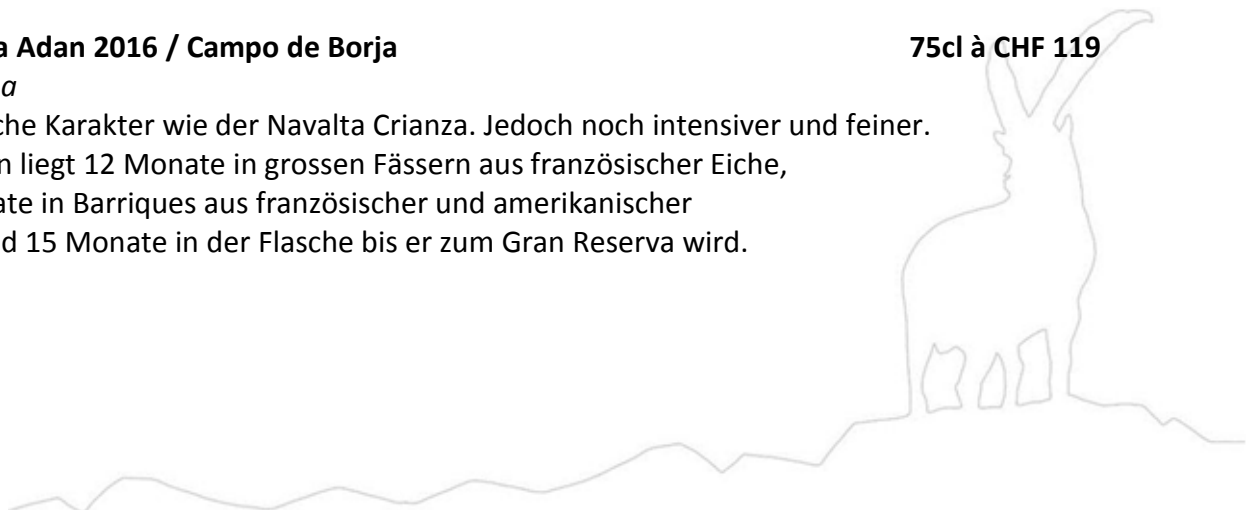 a Adan 2016 / Campo de Borja 75cl à CHF 119
a
che Karakter wie der Navalta Crianza. Jedoch noch intensiver und feiner.
n liegt 12 Monate in grossen Fässern aus französischer Eiche,
ate in Barriques aus französischer und amerikanischer
d 15 Monate in der Flasche bis er zum Gran Reserva wird.